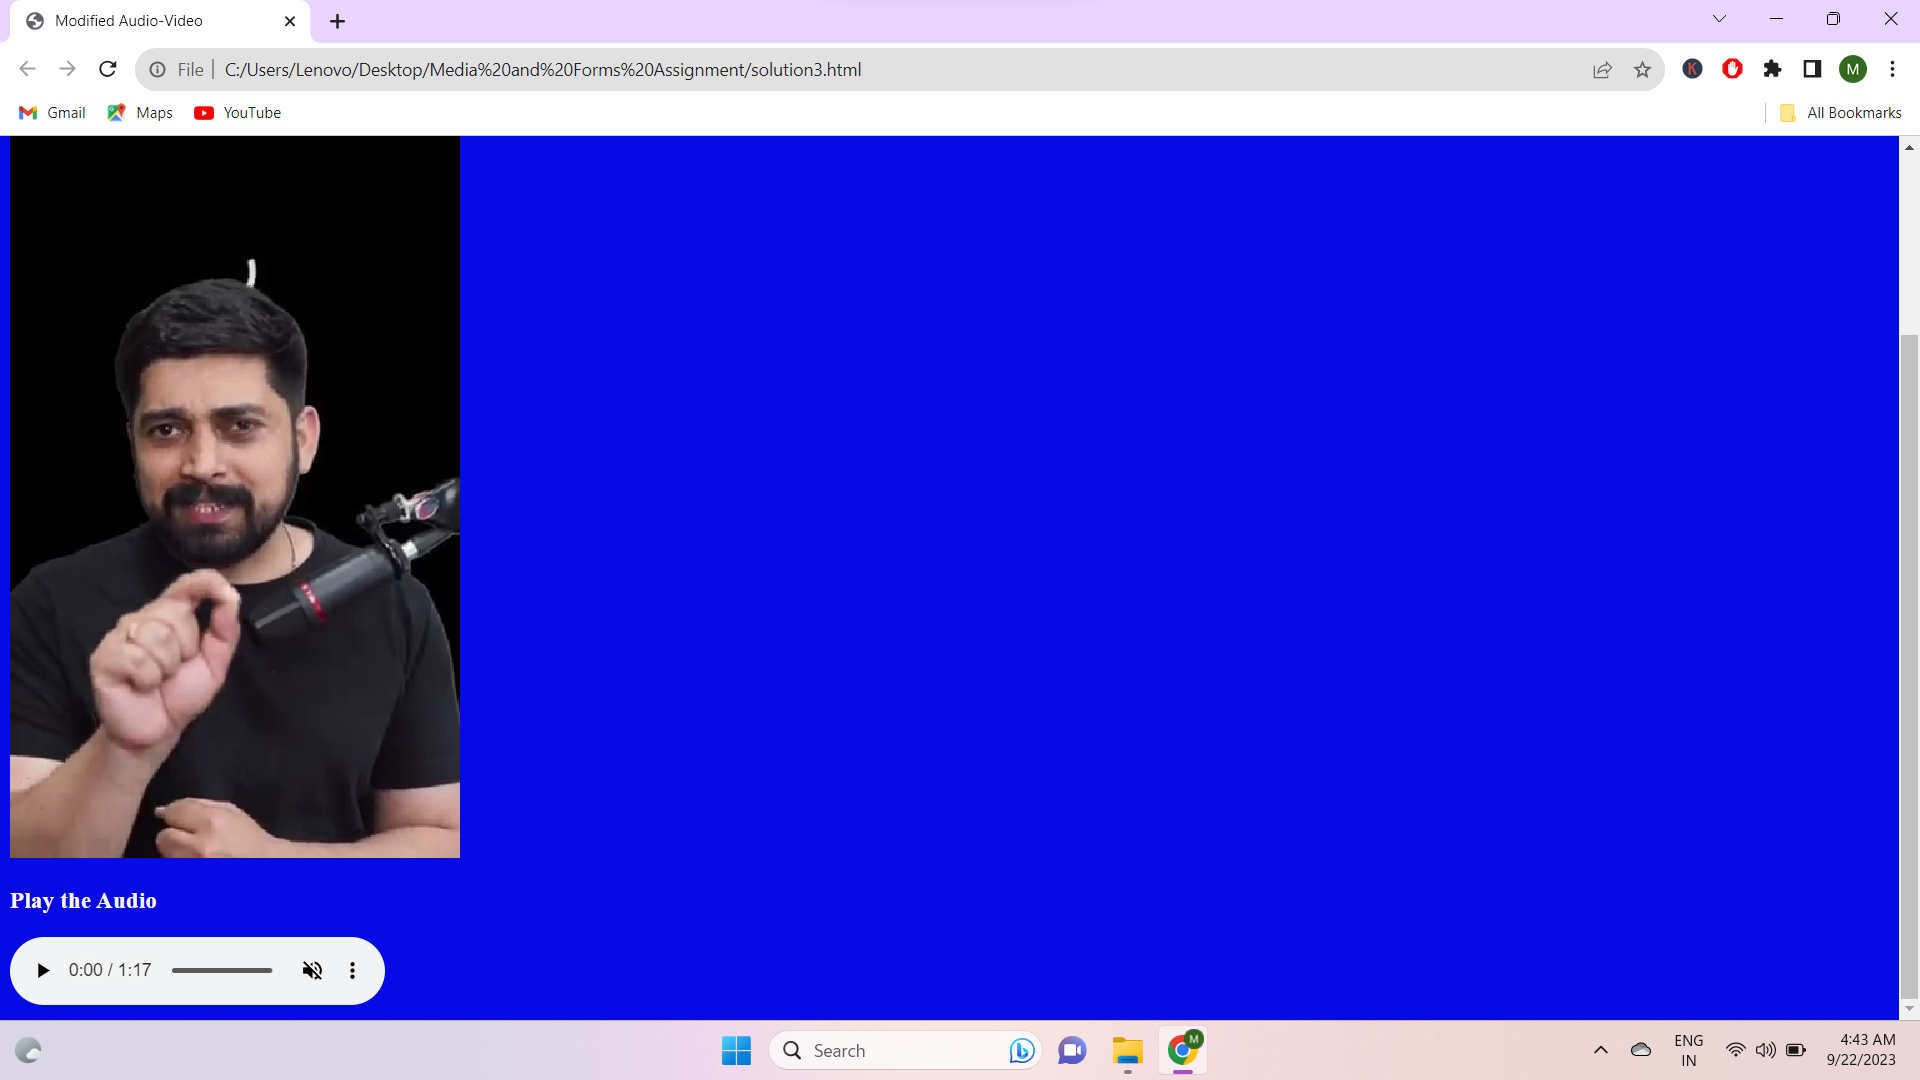 Modified Audio-Video
File
C:/Users/Lenovo/Desktop/Media%20and%20Forms%20Assignment/solution3.html
K
M
Gmail
Maps
YouTube
All Bookmarks
Play the Audio
0:00 / 1:17
Search
M
ENG
IN
4:43 AM
9/22/2023